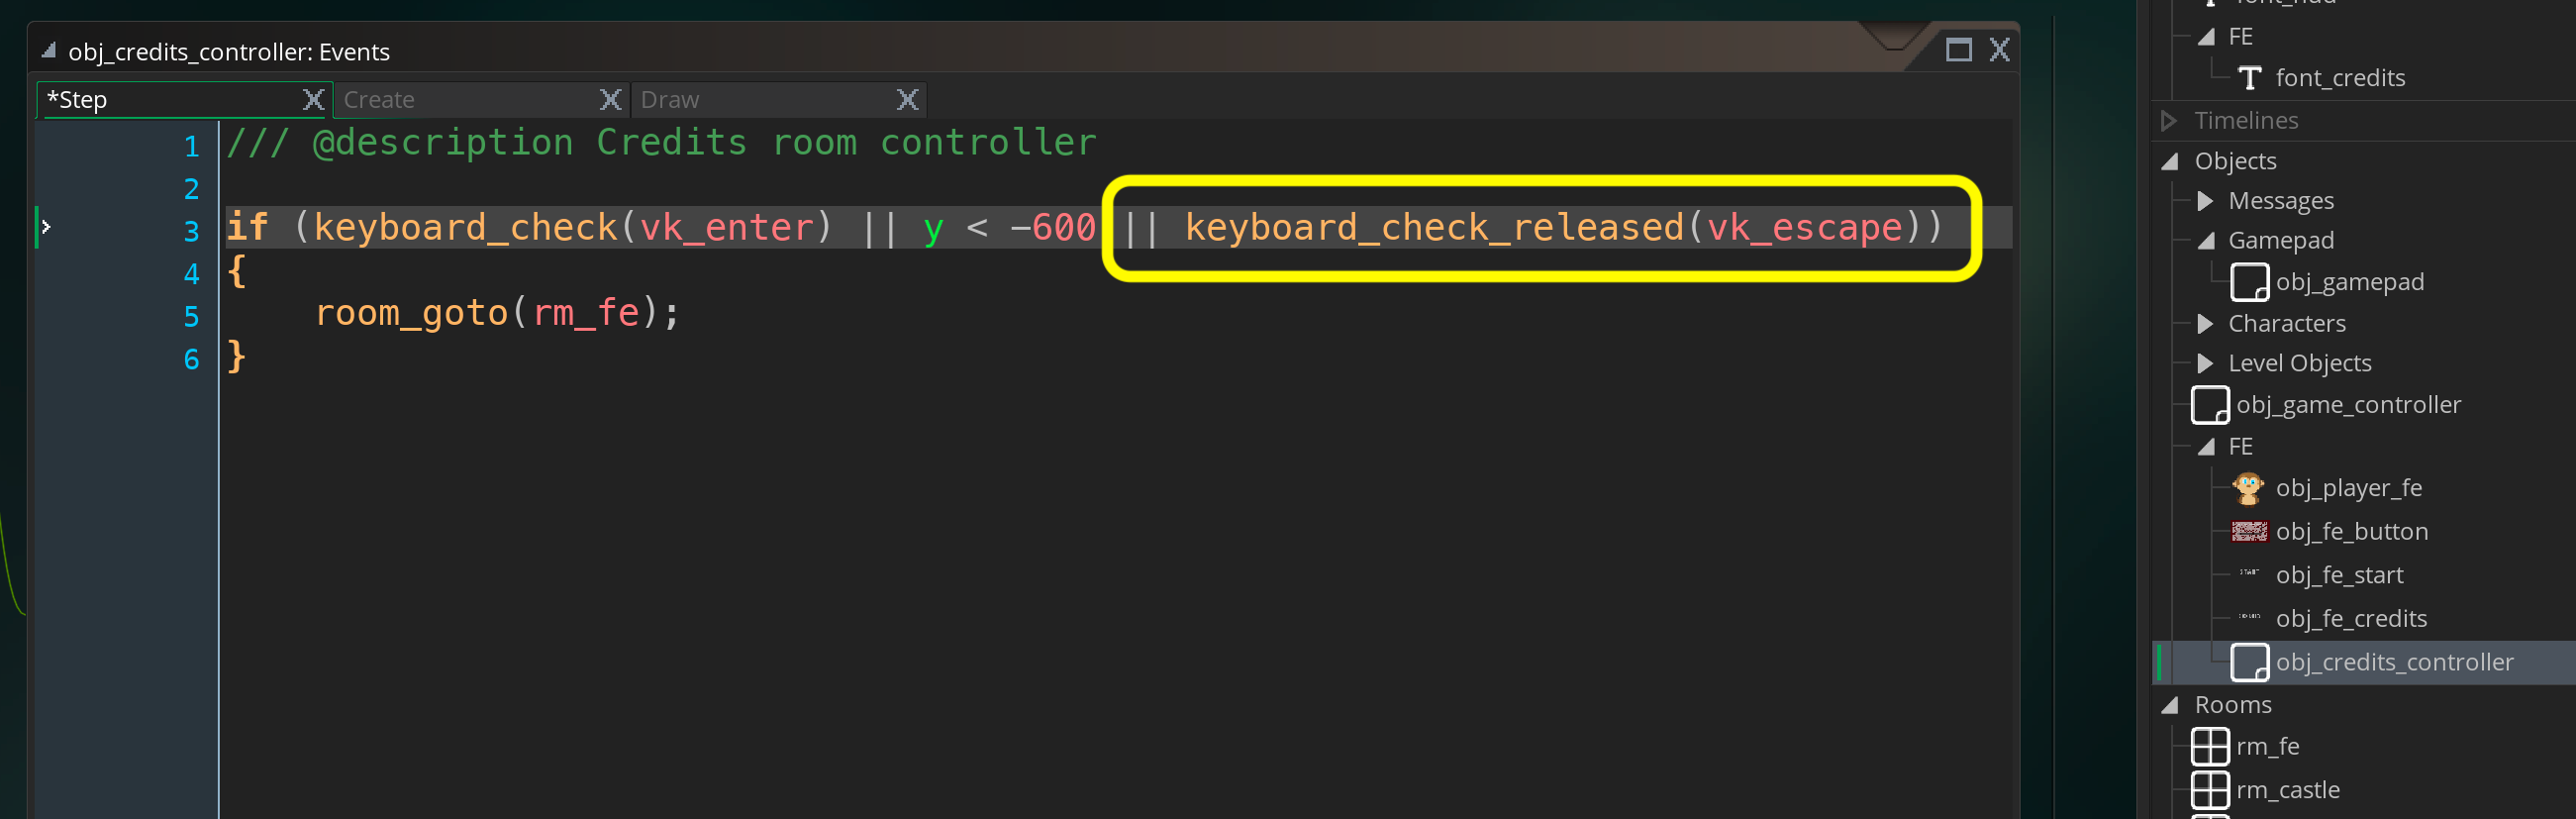 obj_credits_controller: Events
*Step
Create
Draw
1 /// @description Credits room controller
2
3 if (keyboard_check(vk_enter) || y < -600 || keyboard_check_released(vk_escape))
4 {
5 room_goto(rm_fe);
6 }
FE
font_credits
Timelines
Objects
Messages
Gamepad
obj_gamepad
Characters
Level Objects
obj_game_controller
FE
obj_player_fe
obj_fe_button
obj_fe_start
obj_fe_credits
obj_credits_controller
Rooms
rm_fe
rm_castle